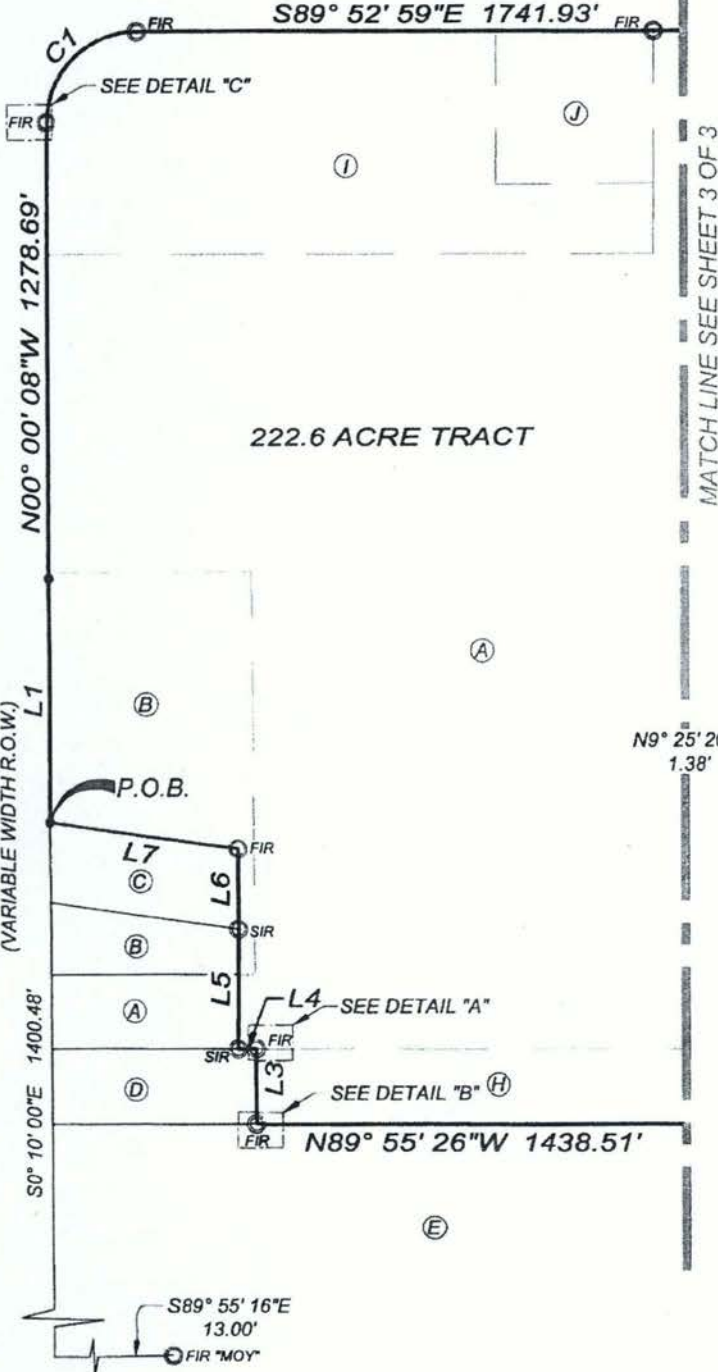 FIR
S89° 52' 59"E 1741.93'
FIR
C1
SEE DETAIL "C"
FIR
J
I
MATCH LINE SEE SHEET 3 OF 3
N00° 00' 08"W 1278.69'
222.6 ACRE TRACT
A
L1
B
(VARIABLE WIDTH R.O.W.)
P.O.B.
L7
FIR
C
L6
SIR
B
L5
A
L4
SEE DETAIL "A"
FIR
SIR
D
L3
SEE DETAIL "B"
H
FIR
N89° 55' 26"W 1438.51'
S0° 10' 00"E 1400.48'
E
S89° 55' 16"E
13.00'
FIR "MOY"
N9° 25'
1.38'